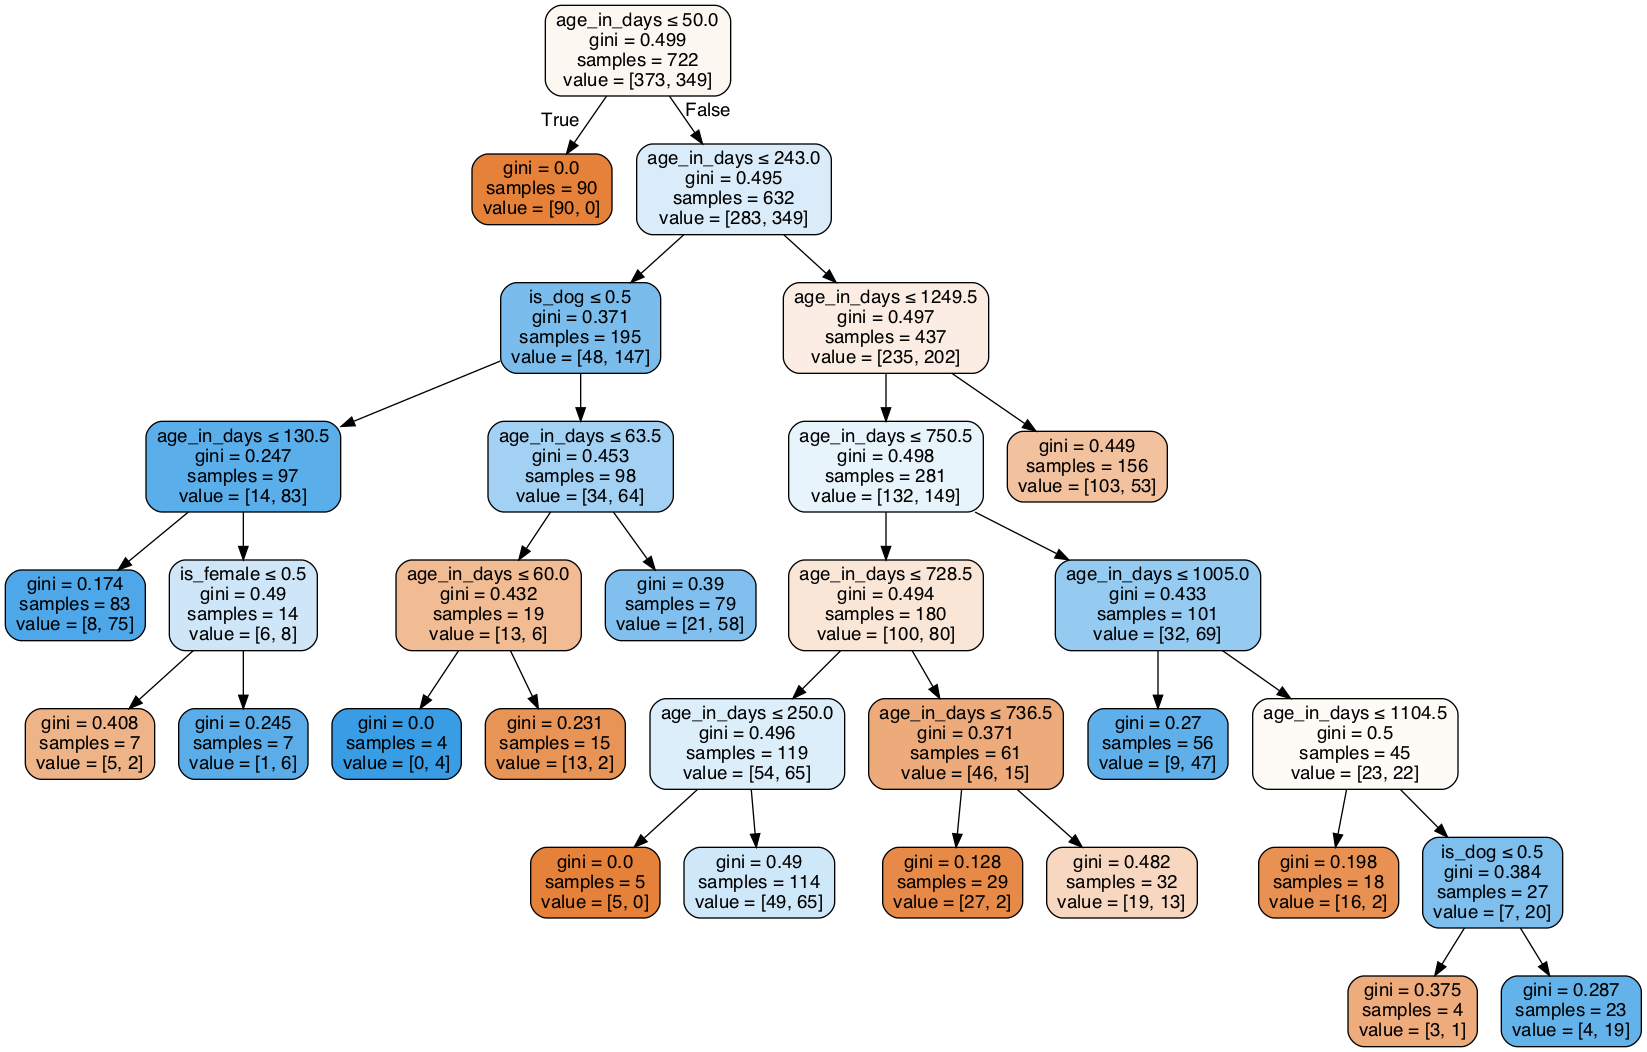 age_in_days ≤ 50.0
gini = 0.499
samples = 722
value = [373, 349]
True
False
gini = 0.0
samples = 90
value = [90, 0]
age_in_days ≤ 243.0
gini = 0.495
samples = 632
value = [283, 349]
is_dog ≤ 0.5
gini = 0.371
samples = 195
value = [48, 147]
age_in_days ≤ 1249.5
gini = 0.497
samples = 437
value = [235, 202]
age_in_days ≤ 130.5
gini = 0.247
samples = 97
value = [14, 83]
age_in_days ≤ 63.5
gini = 0.453
samples = 98
value = [34, 64]
age_in_days ≤ 750.5
gini = 0.498
samples = 281
value = [132, 149]
gini = 0.449
samples = 156
value = [103, 53]
gini = 0.174
samples = 83
value = [8, 75]
is_female ≤ 0.5
gini = 0.49
samples = 14
value = [6, 8]
age_in_days ≤ 60.0
gini = 0.432
samples = 19
value = [13, 6]
gini = 0.39
samples = 79
value = [21, 58]
age_in_days ≤ 728.5
gini = 0.494
samples = 180
value = [100, 80]
age_in_days ≤ 1005.0
gini = 0.433
samples = 101
value = [32, 69]
gini = 0.408
samples = 7
value = [5, 2]
gini = 0.245
samples = 7
value = [1, 6]
gini = 0.0
samples = 4
value = [0, 4]
gini = 0.231
samples = 15
value = [13, 2]
age_in_days ≤ 250.0
gini = 0.496
samples = 119
value = [54, 65]
age_in_days ≤ 736.5
gini = 0.371
samples = 61
value = [46, 15]
gini = 0.27
samples = 56
value = [9, 47]
age_in_days ≤ 1104.5
gini = 0.5
samples = 45
value = [23, 22]
gini = 0.0
samples = 5
value = [5, 0]
gini = 0.49
samples = 114
value = [49, 65]
gini = 0.128
samples = 29
value = [27, 2]
gini = 0.482
samples = 32
value = [19, 13]
gini = 0.198
samples = 18
value = [16, 2]
is_dog ≤ 0.5
gini = 0.384
samples = 27
value = [7, 20]
gini = 0.375
samples = 4
value = [3, 1]
gini = 0.287
samples = 23
value = [4, 19]